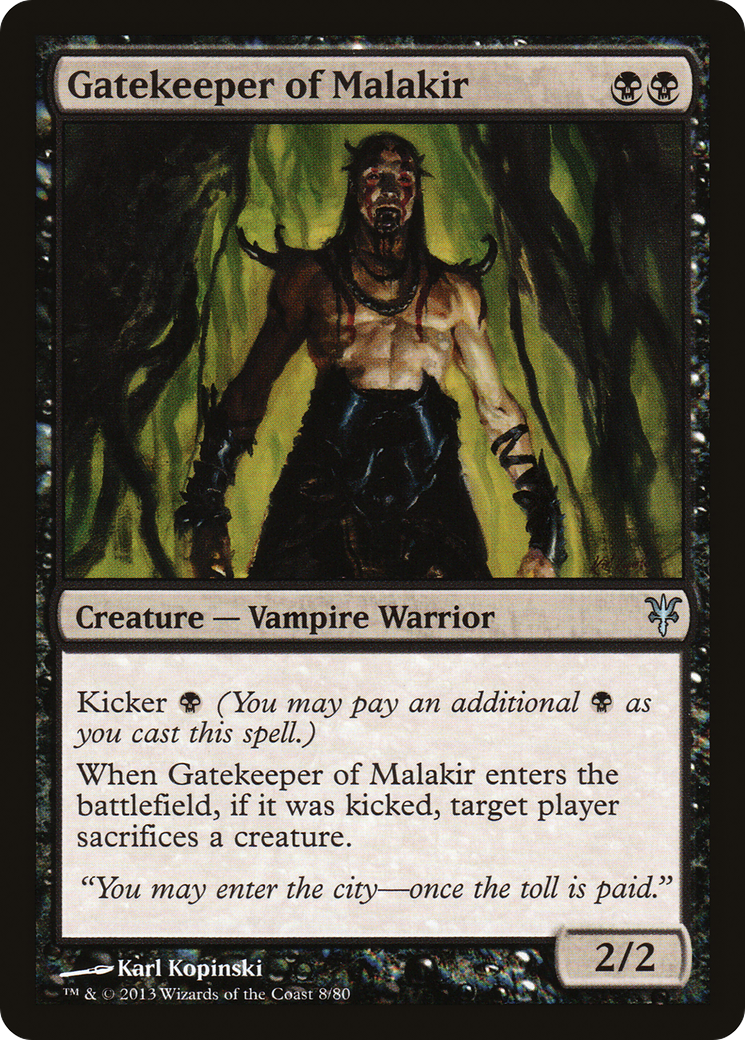 Gatekeeper of Malakir
Creature — Vampire Warrior
Kicker (You may pay an additional as
you cast this spell.)
When Gatekeeper of Malakir enters the
battlefield, if it was kicked, target player
sacrifices a creature.
“You may enter the city—once the toll is paid.”
2/2
Karl Kopinski
™ & © 2013 Wizards of the Coast 8/80